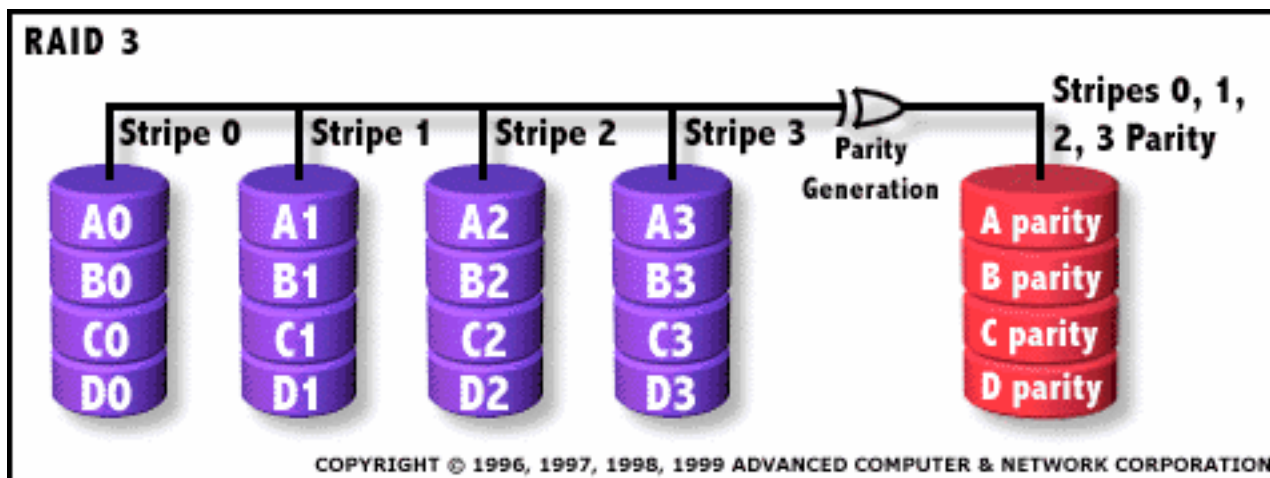 RAID 3
Stripe 0
Stripe 1
Stripe 2
Stripe 3
Parity
Generation
Stripes 0, 1,
2, 3 Parity
A0
A1
A2
A3
A parity
B0
B1
B2
B3
B parity
C0
C1
C2
C3
C parity
D0
D1
D2
D3
D parity
COPYRIGHT © 1996, 1997, 1998, 1999 ADVANCED COMPUTER & NETWORK CORPORATION